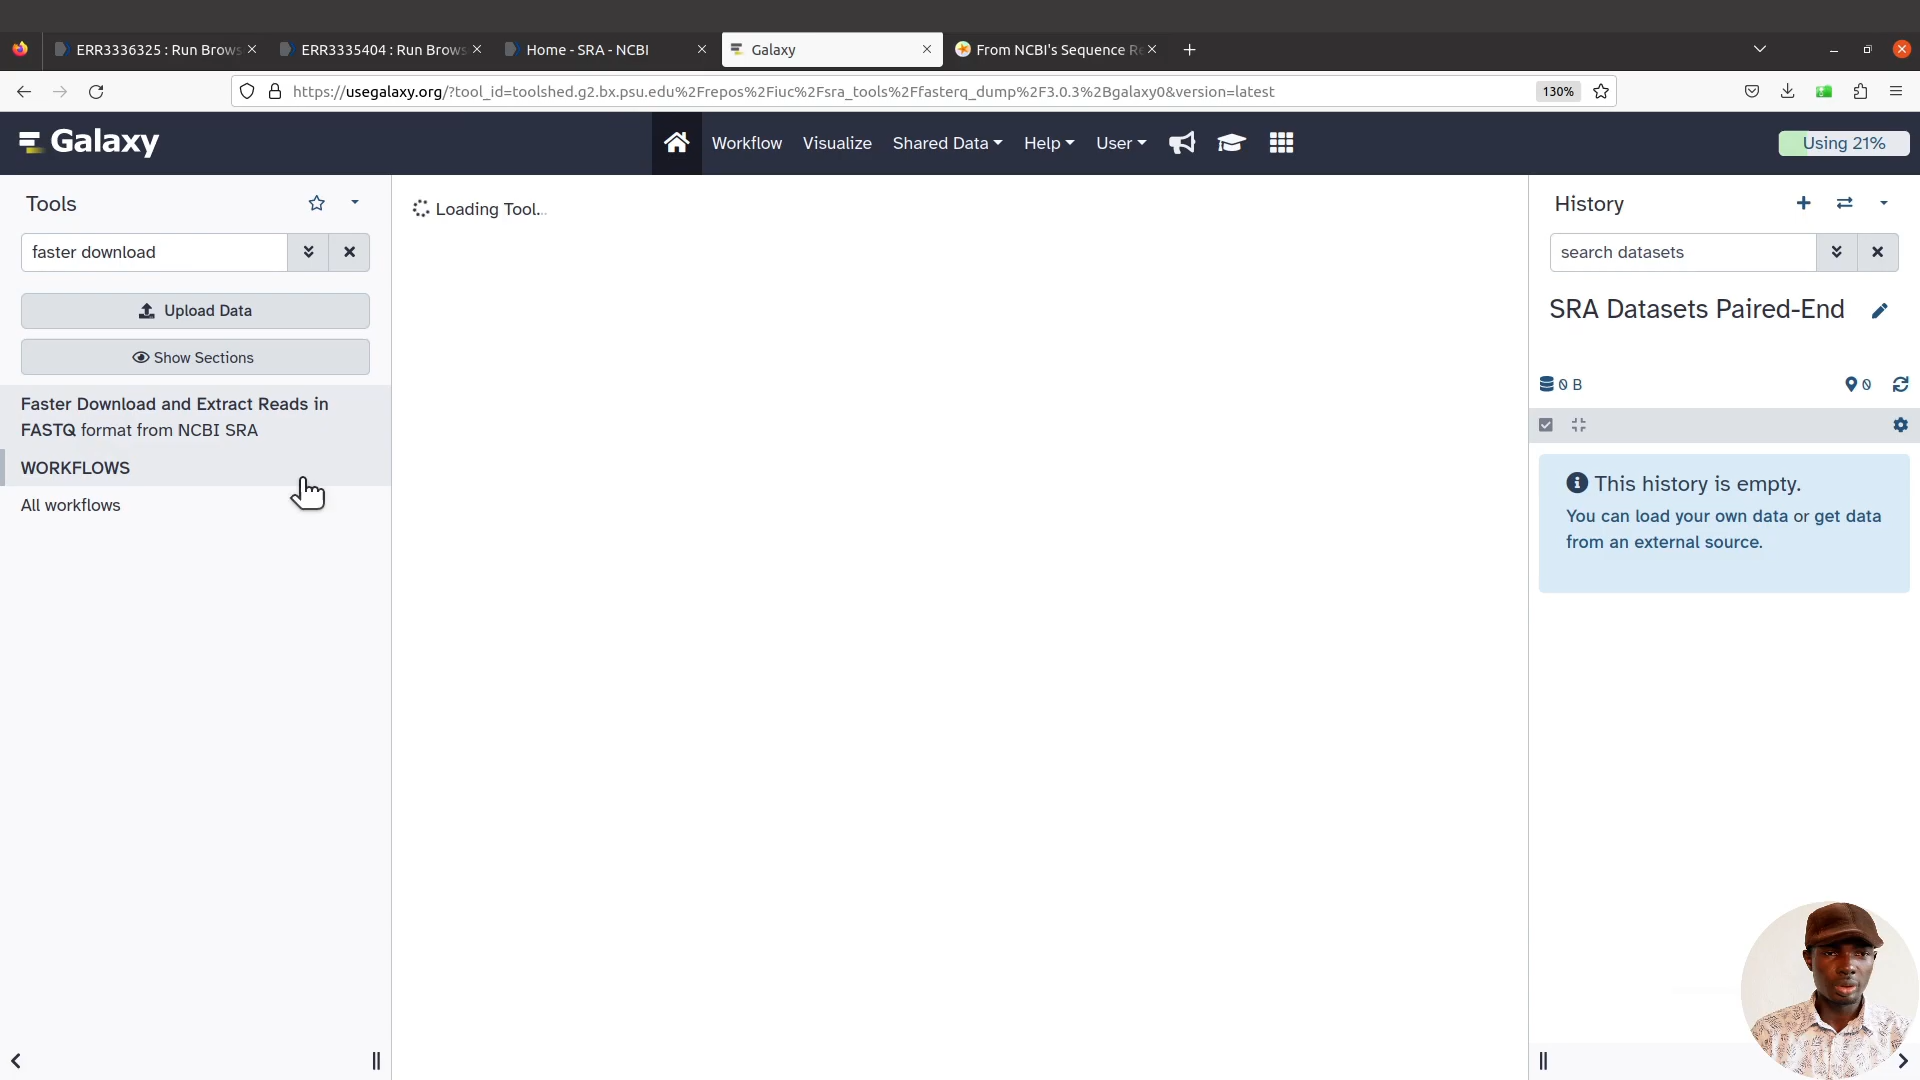 ERR3336325 : Run Brows
ERR3335404 : Run Brows
Home - SRA - NCBI
Galaxy
From NCBI's Sequence Re
https://usegalaxy.org/?tool_id=toolshed.g2.bx.psu.edu%2Frepos%2Fiuc%2Fsra_tools%2Ffasterq_dump%2F3.0.3%2Bgalaxy0&version=latest
130%
Galaxy
Workflow
Visualize
Shared Data
Help
User
Using 21%
Tools
faster download
Upload Data
Show Sections
Faster Download and Extract Reads in
FASTQ format from NCBI SRA
WORKFLOWS
All workflows
Loading Tool...
History
search datasets
SRA Datasets Paired-End
0 B
0
This history is empty.
You can load your own data or get data
from an external source.